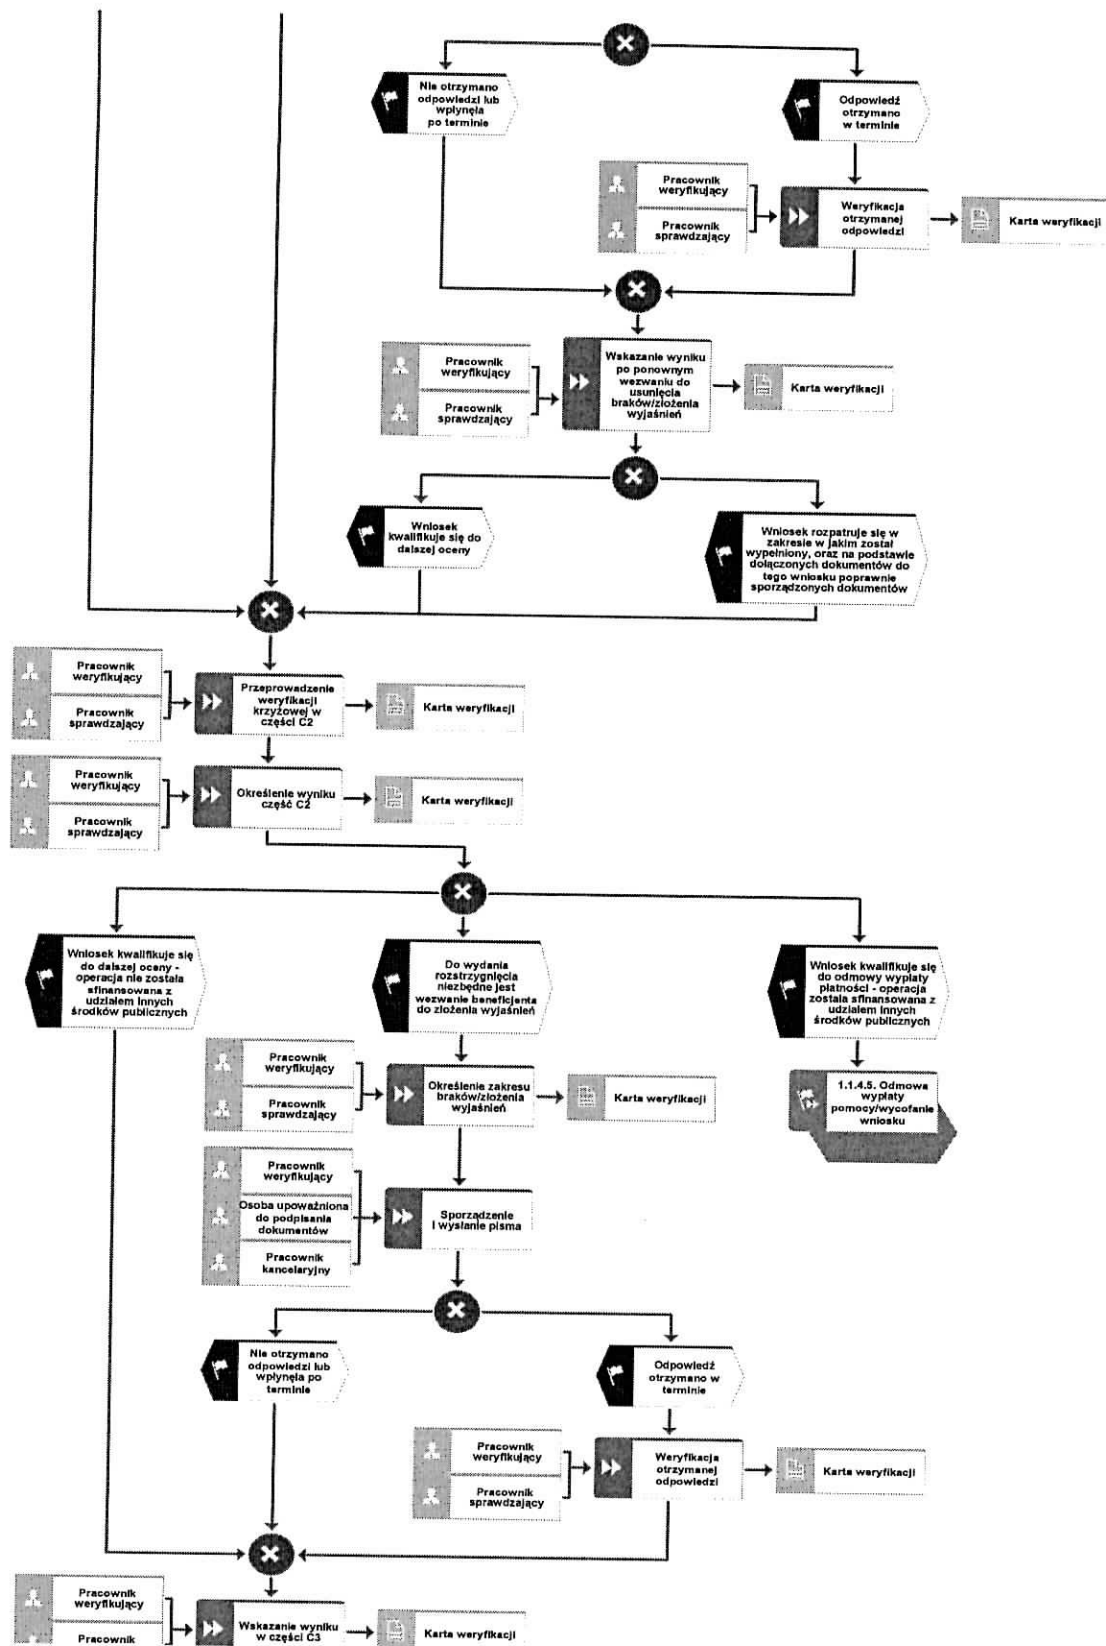 Nie otrzymano
odpowiedzi lub
wpłynęła
po terminie
Odpowiedź
otrzymano
w terminie
Pracownik
weryfikujący
Pracownik
sprawdzający
Weryfikacja
otrzymanej
odpowiedzi
Karta weryfikacji
Pracownik
weryfikujący
Pracownik
sprawdzający
Wskazanie wyniku
po ponownym
wezwaniu do
usunięcia
braków/złożenia
wyjaśnień
Karta weryfikacji
Wniosek
kwalifikuje się do
dalszej oceny
Wniosek rozpatruje się w
zakresie w jakim został
wypełniony, oraz na podstawie
dołączonych dokumentów do
tego wniosku poprawnie
sporządzonych dokumentów
Pracownik
weryfikujący
Pracownik
sprawdzający
Przeprowadzenie
weryfikacji
krzyżowej w
części C2
Karta weryfikacji
Pracownik
weryfikujący
Pracownik
sprawdzający
Określenie wyniku
część C2
Karta weryfikacji
Wniosek kwalifikuje się
do dalszej oceny -
operacja nie została
sfinansowana z
udziałem innych
środków publicznych
Do wydania
rozstrzygnięcia
niezbędne jest
wezwanie beneficjenta
do złożenia wyjaśnień
Wniosek kwalifikuje się
do odmowy wypłaty
płatności - operacja
została sfinansowana z
udziałem innych
środków publicznych
Pracownik
weryfikujący
Pracownik
sprawdzający
Określenie zakresu
braków/złożenia
wyjaśnień
Karta weryfikacji
1.1.4.5. Odmowa
wypłaty
pomocy/wycofanie
wniosku
Pracownik
weryfikujący
Osoba upoważniona
do podpisania
dokumentów
Pracownik
kancelaryjny
Sporządzenie
i wysłanie pisma
Nie otrzymano
odpowiedzi lub
wpłynęła po
terminie
Odpowiedź
otrzymano w
terminie
Pracownik
weryfikujący
Pracownik
sprawdzający
Weryfikacja
otrzymanej
odpowiedzi
Karta weryfikacji
Pracownik
weryfikujący
Pracownik
Wskazanie wyniku
w części C3
Karta weryfikacji